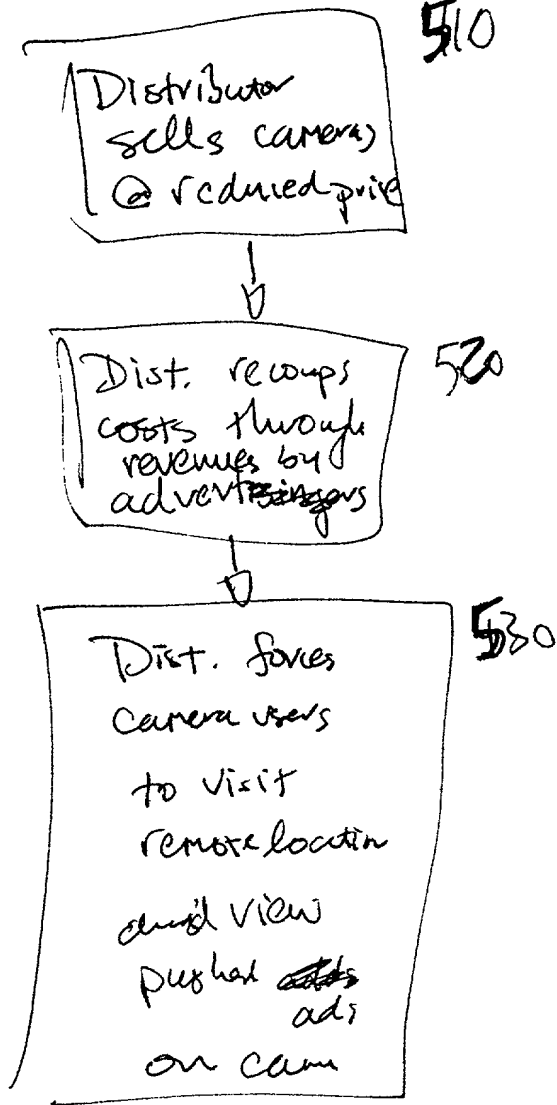 510
Distributor
sells cameras
@ reduced price
520
Dist. recoups
costs through
revenues by
advertisers
530
Dist. forces
camera users
to visit
remote location
and view
pushed
ads
on cam